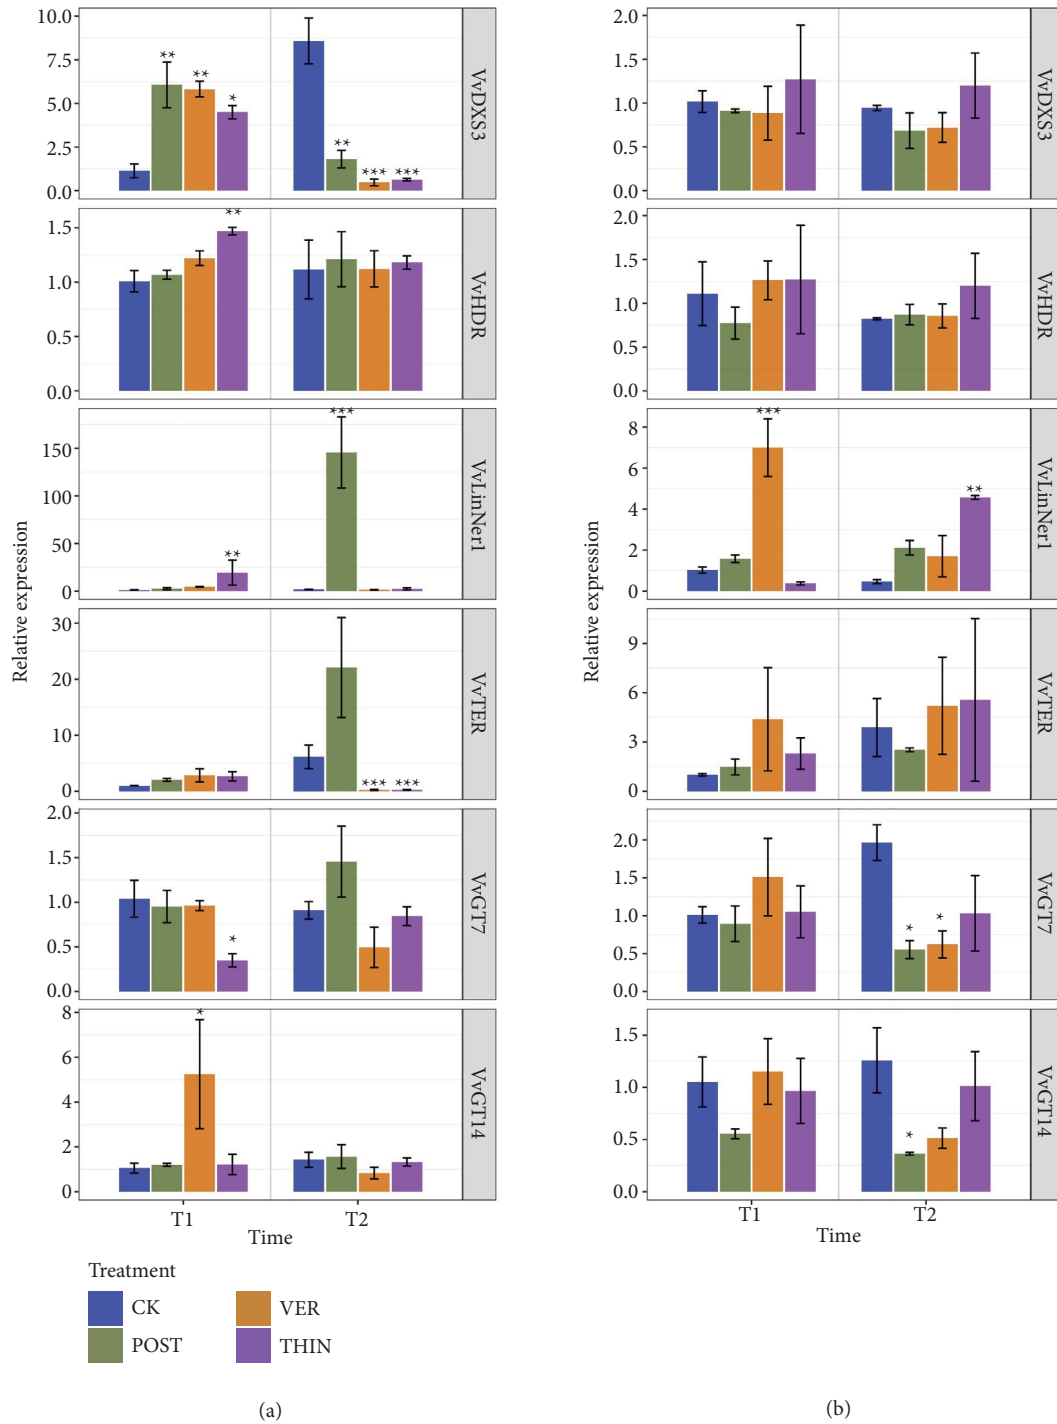 10.0
7.5
5.0
2.5
0.0
** ** * ** *** ***
VvDXS3
1.5
1.0
0.5
0.0
**
VvHDR
150
100
50
0
** ***
VvLinNer1
30
20
10
0
*** ***
VvTER
2.0
1.5
1.0
0.5
0.0
*
VvGT7
8
6
4
2
0
*
VvGT14
Relative expression
T1 T2
Time
Treatment
CK VER
POST THIN
(a)
2.0
1.5
1.0
0.5
0.0
VvDXS3
2.0
1.5
1.0
0.5
0.0
VvHDR
8
6
4
2
0
*** **
VvLinNer1
9
6
3
0
VvTER
2.0
1.5
1.0
0.5
0.0
* *
VvGT7
1.5
1.0
0.5
0.0
*
VvGT14
Relative expression
T1 T2
Time
(b)